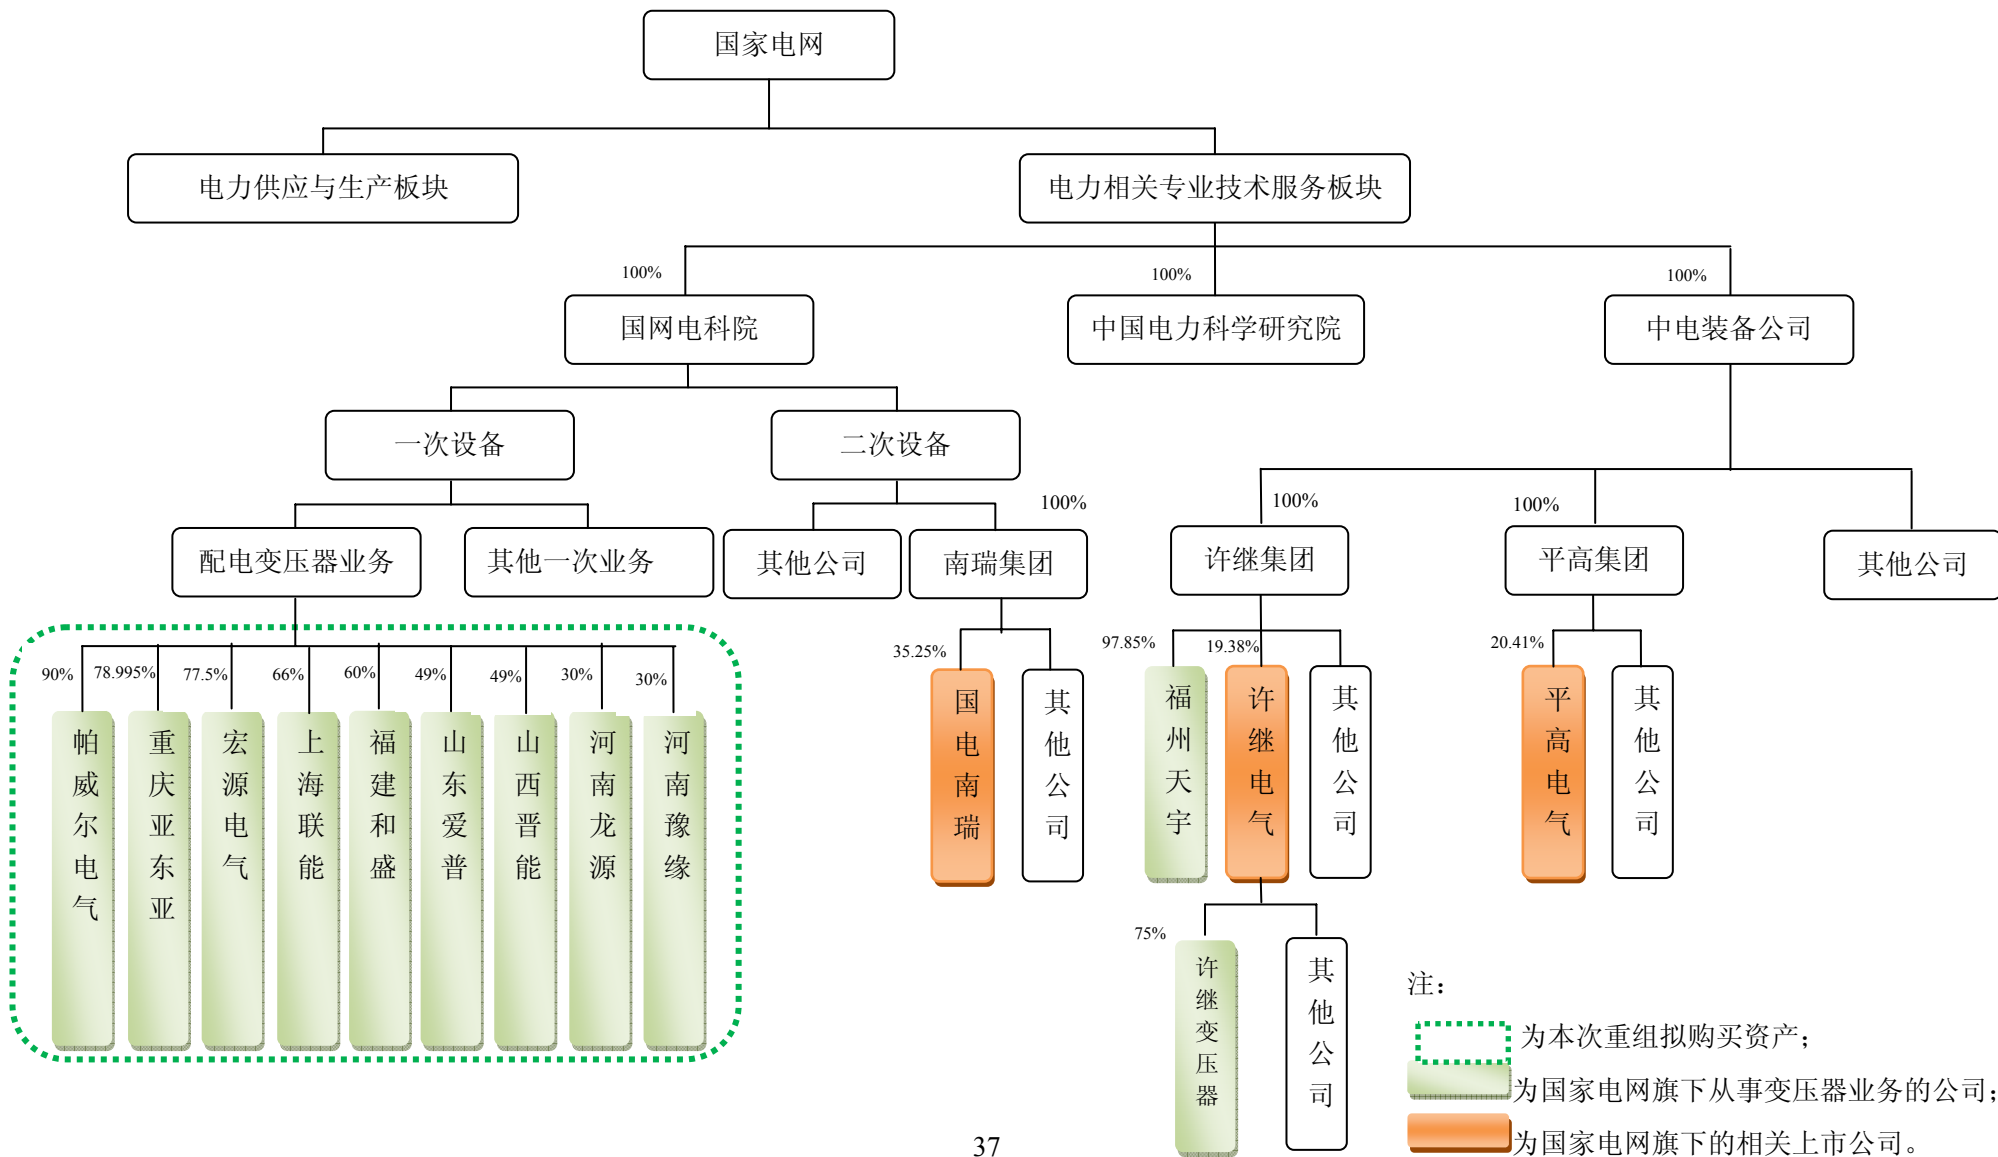 国家电网
电力供应与生产板块
电力相关专业技术服务板块
100%
100%
100%
国网电科院
中国电力科学研究院
中电装备公司
一次设备
二次设备
100%
100%
100%
配电变压器业务
其他一次业务
其他公司
南瑞集团
许继集团
平高集团
其他公司
90%
78.995%
77.5%
66%
60%
49%
49%
30%
30%
35.25%
97.85%
19.38%
20.41%
帕威尔电气
重庆亚东亚
宏源电气
上海联能
福建和盛
山东爱普
山西晋能
河南龙源
河南豫缘
国电南瑞
其他公司
福州天宇
许继电气
其他公司
平高电气
其他公司
75%
许继变压器
其他公司
注：
为本次重组拟购买资产；
为国家电网旗下从事变压器业务的公司；
为国家电网旗下的相关上市公司。
37